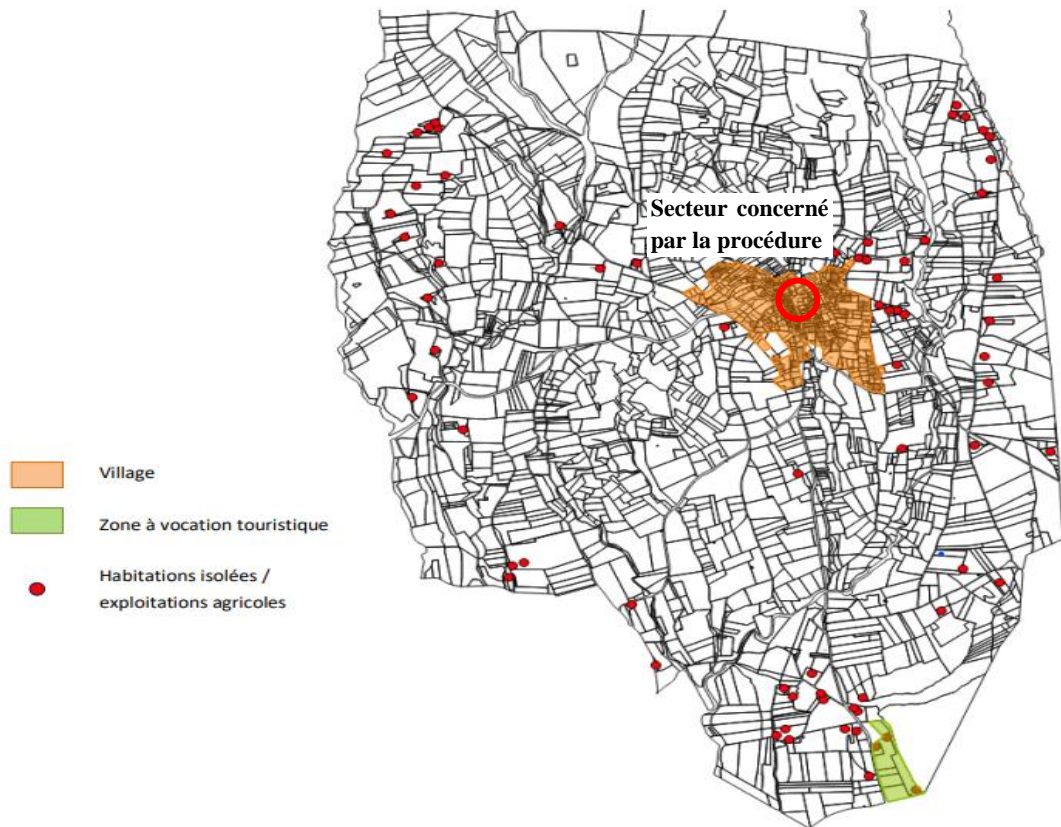 Secteur concerné
par la procédure
Village
Zone à vocation touristique
Habitations isolées /
exploitations agricoles